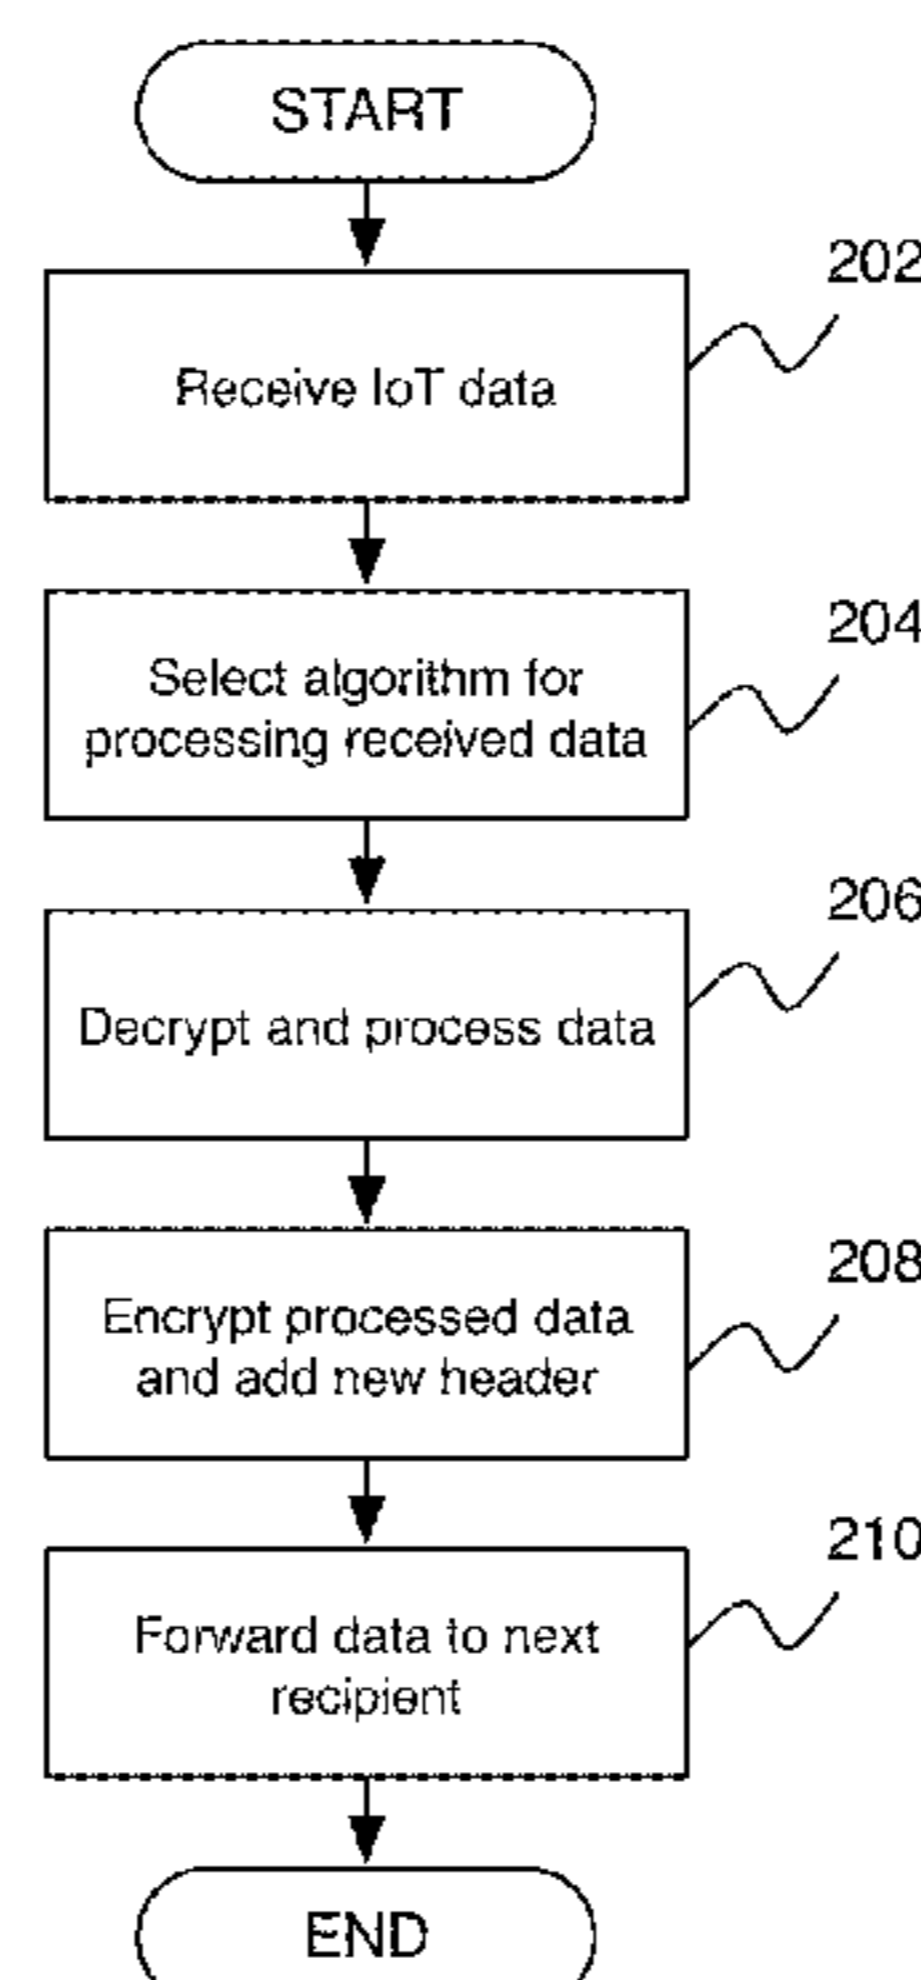 START
202
Receive IoT data
204
Select algorithm for
processing received data
206
Decrypt and process data
208
Encrypt processed data
and add new header
210
Forward data to next
recipient
END